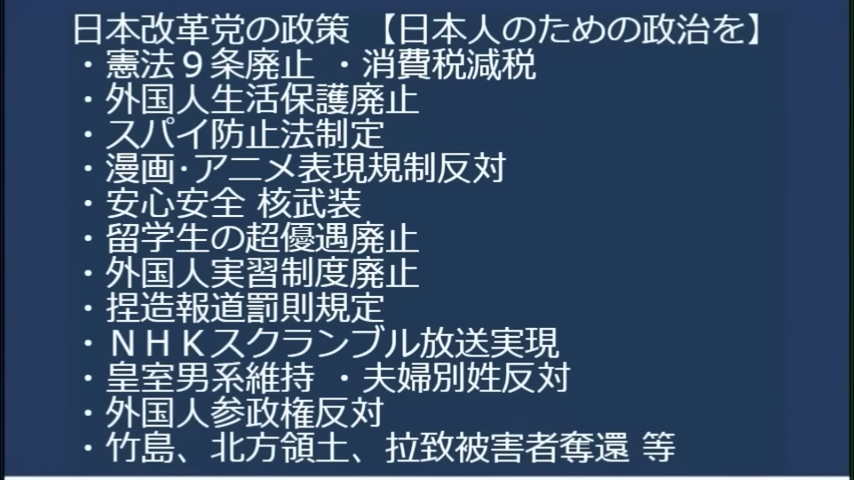 日本改革党の政策 【日本人のための政治を】
・憲法９条廃止 ・消費税減税
・外国人生活保護廃止
・スパイ防止法制定
・漫画･アニメ表現規制反対
・安心安全 核武装
・留学生の超優遇廃止
・外国人実習制度廃止
・捏造報道罰則規定
・ＮＨＫスクランブル放送実現
・皇室男系維持 ・夫婦別姓反対
・外国人参政権反対
・竹島、北方領土、拉致被害者奪還 等